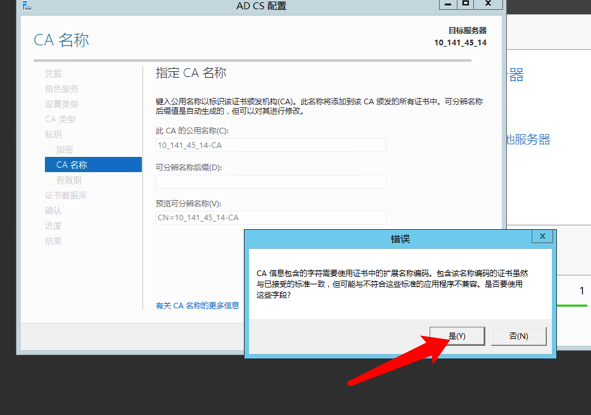 AD CS 配置
CA 名称
目标服务器
10_141_45_14
凭据
角色服务
设置类型
CA 类型
私钥
加密
CA 名称
有效期
证书数据库
确认
进度
结果
指定 CA 名称
键入公用名称以标识该证书颁发机构(CA)。此名称将添加到该 CA 颁发的所有证书中。可分辨名称
后缀值是自动生成的，但可以对其进行修改。
此 CA 的公用名称(C):
10_141_45_14-CA
可分辨名称后缀(D):
预览可分辨名称(V):
CN=10_141_45_14-CA
有关 CA 名称的更多信息
务器
他服务器
1
错误
CA 信息包含的字符需要使用证书中的扩展名称编码。包含该名称编码的证书虽然
与已接受的标准一致，但可能与不符合这些标准的应用程序不兼容。是否要使用
这些字段?
是(Y)
否(N)